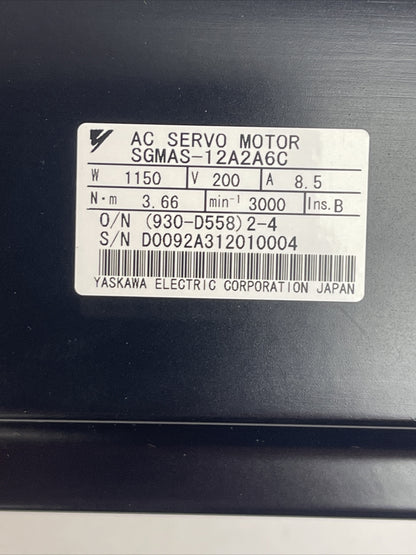 AC SERVO MOTOR
SGMAS-12A2A6C
W 1150 V 200 A 8.5
N·m 3.66 min⁻¹ 3000 Ins.B
O/N (930-D558)2-4
S/N D0092A312010004
YASKAWA ELECTRIC CORPORATION JAPAN